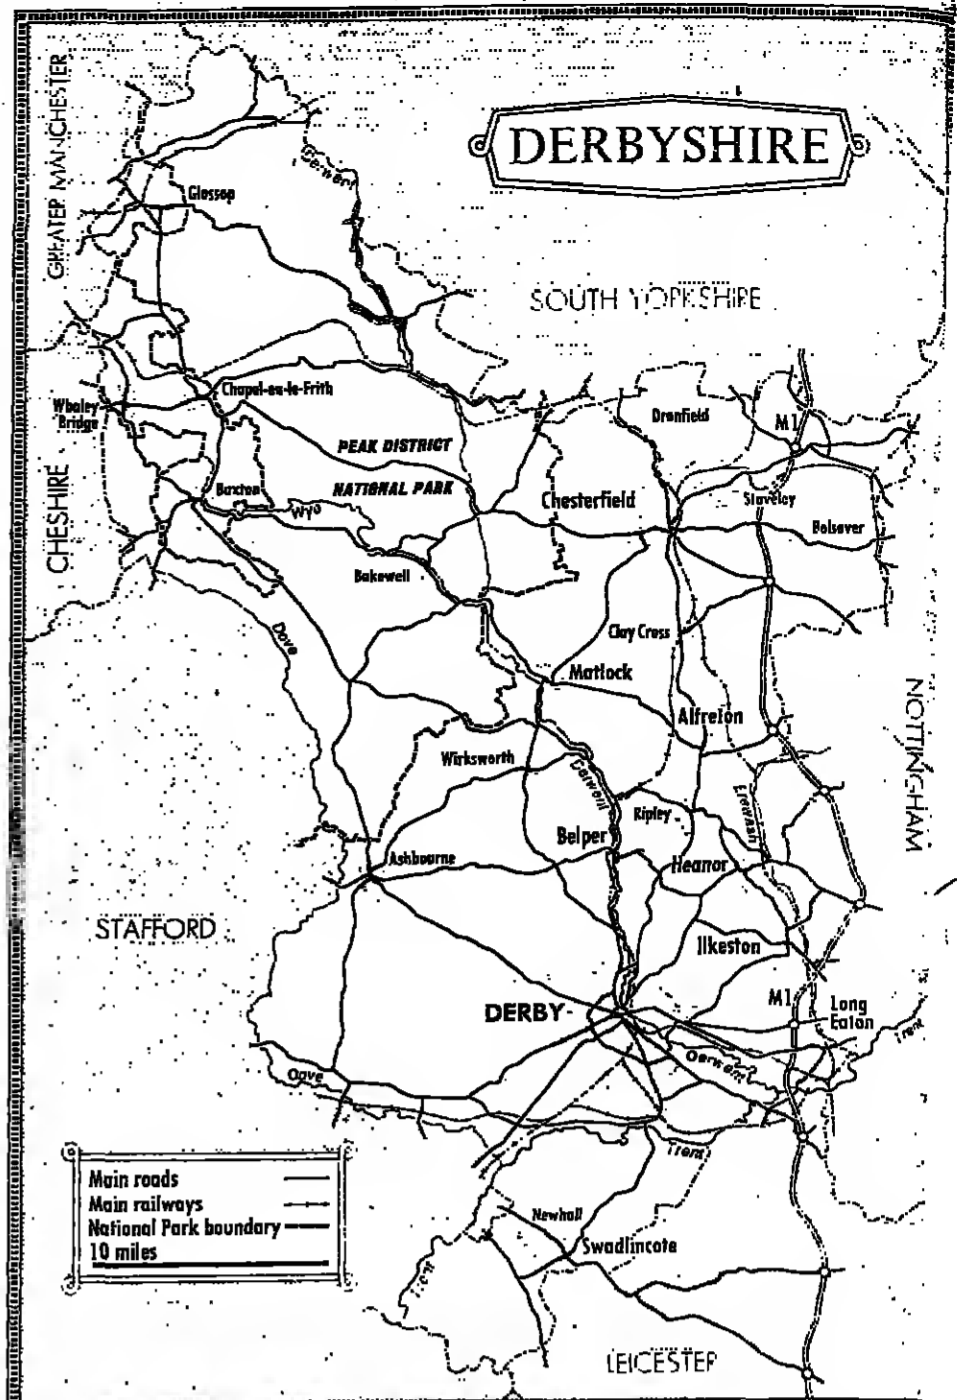 DERBYSHIRE
GREATER MANCHESTER
Glossop
Derwent
SOUTH YORKSHIRE
Chapel-en-le-Frith
Whaley
Bridge
Dronfield
M1
PEAK DISTRICT
NATIONAL PARK
Buxton
Wye
Chesterfield
Staveley
Bolsover
CHESHIRE
Bakewell
Dove
Clay Cross
Matlock
Alfreton
NOTTINGHAM
Wirksworth
Derwent
Erewash
Ripley
Belper
Ashbourne
Heanor
STAFFORD
Ilkeston
DERBY
M1
Long
Eaton
Trent
Derwent
Dove
Trent
Main roads
Main railways
National Park boundary
10 miles
Newhall
Swadlincote
Trent
LEICESTER